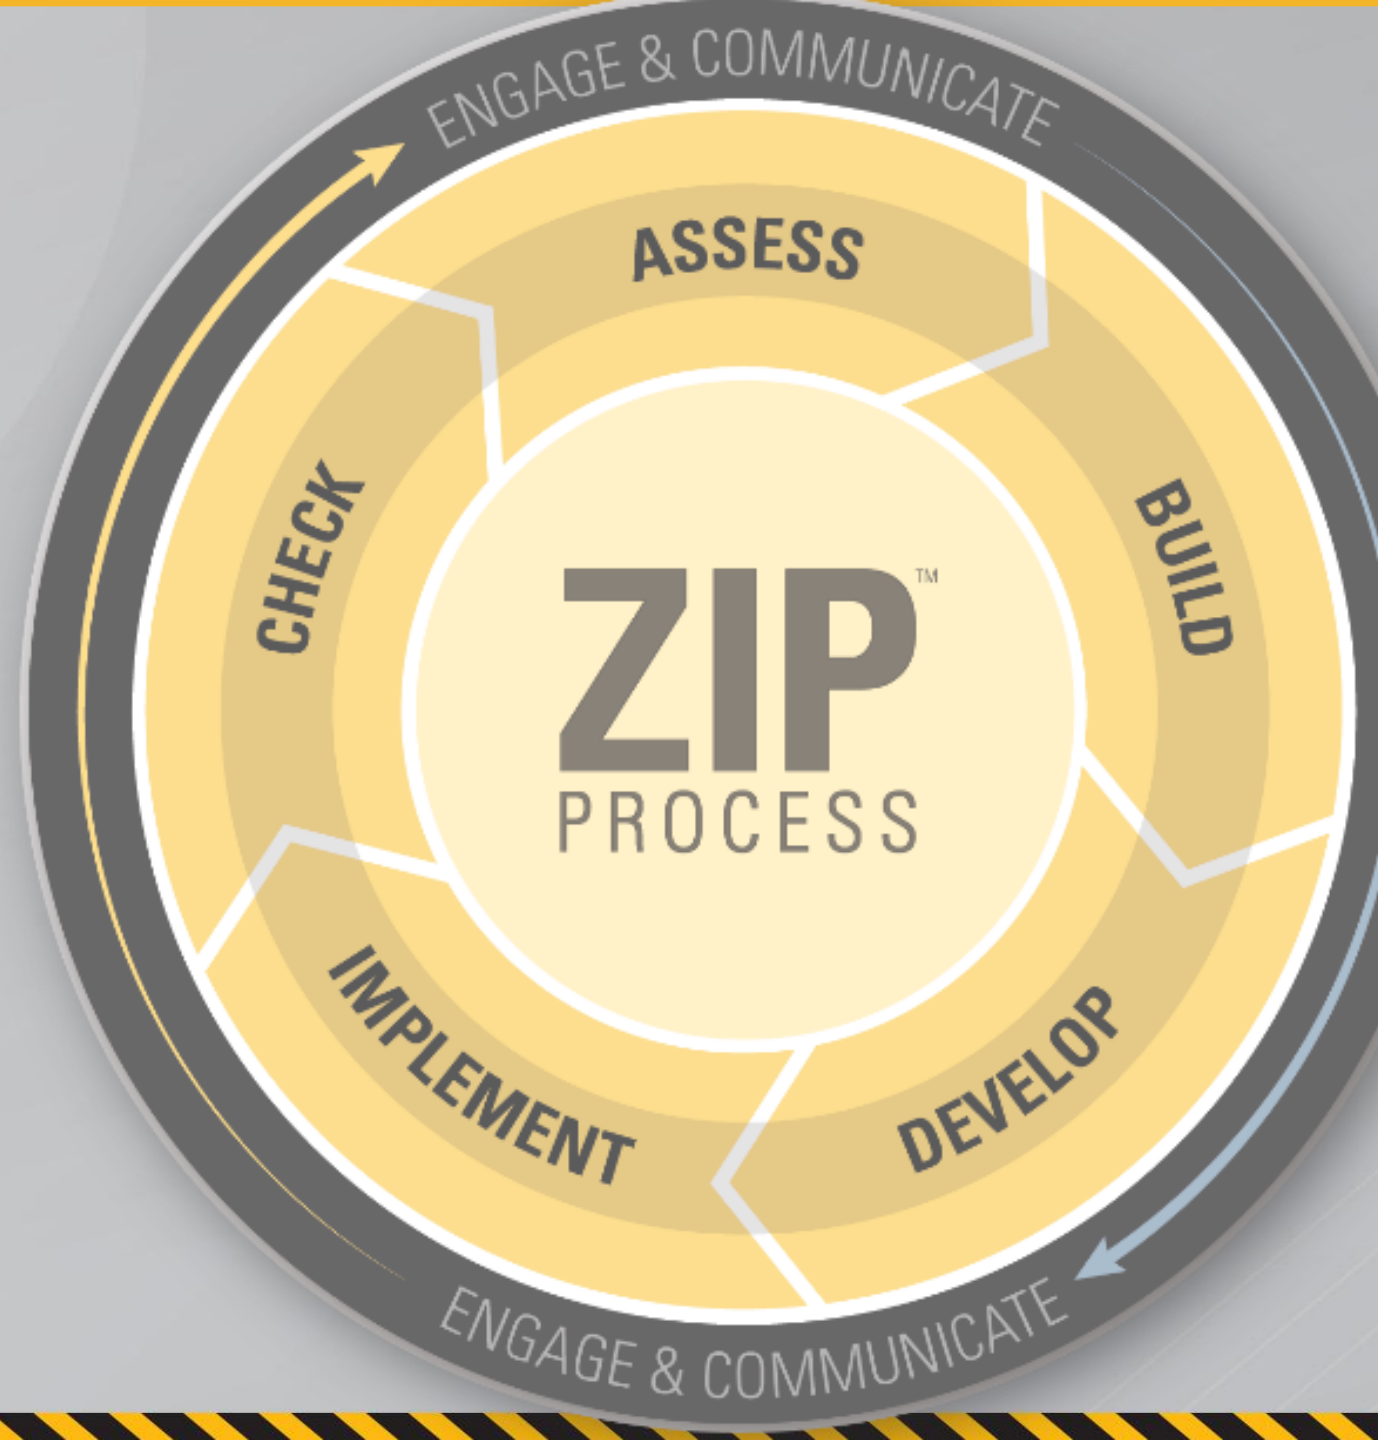 ENGAGE & COMMUNICATE
ASSESS
BUILD
DEVELOP
IMPLEMENT
CHECK
ZIP™
PROCESS
ENGAGE & COMMUNICATE